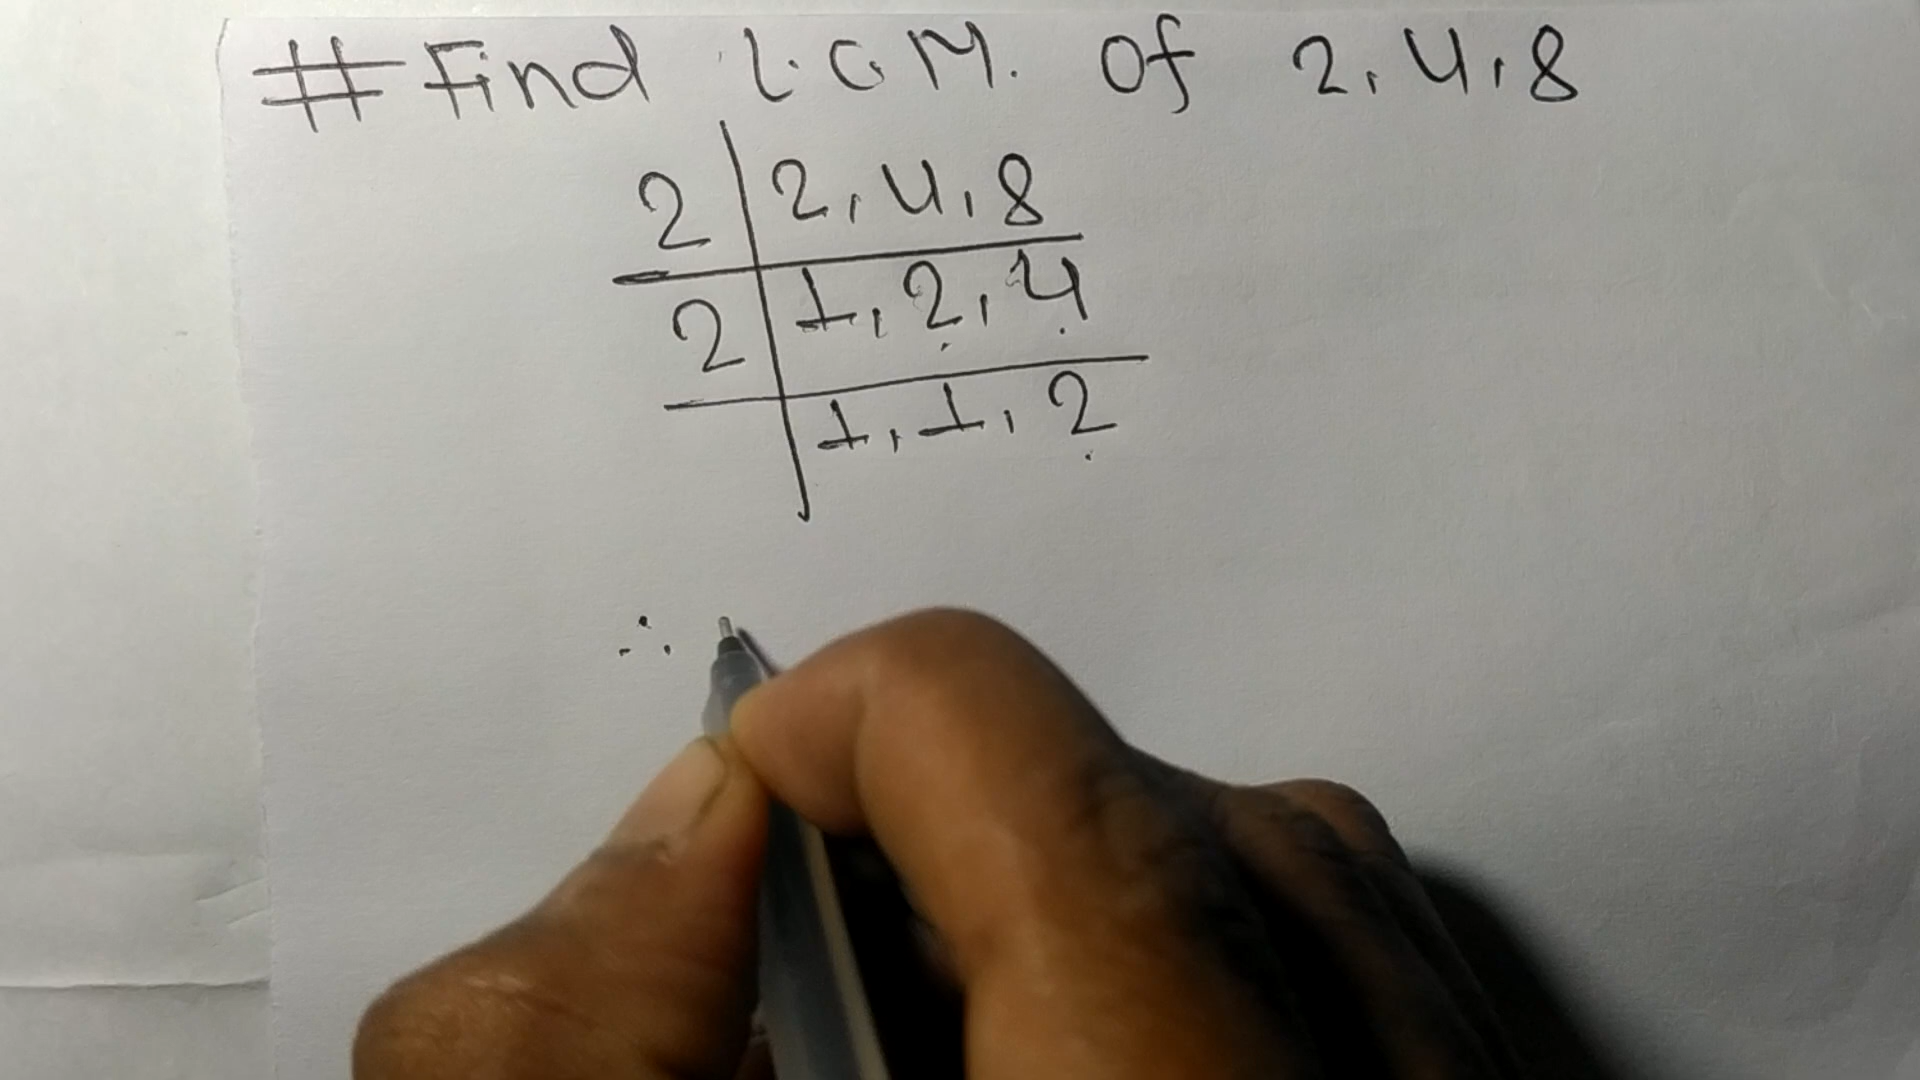 # Find L.C.M. Of 2, 4, 8
2 | 2, 4, 8
2 | 1, 2, 4
1, 1, 2
∴